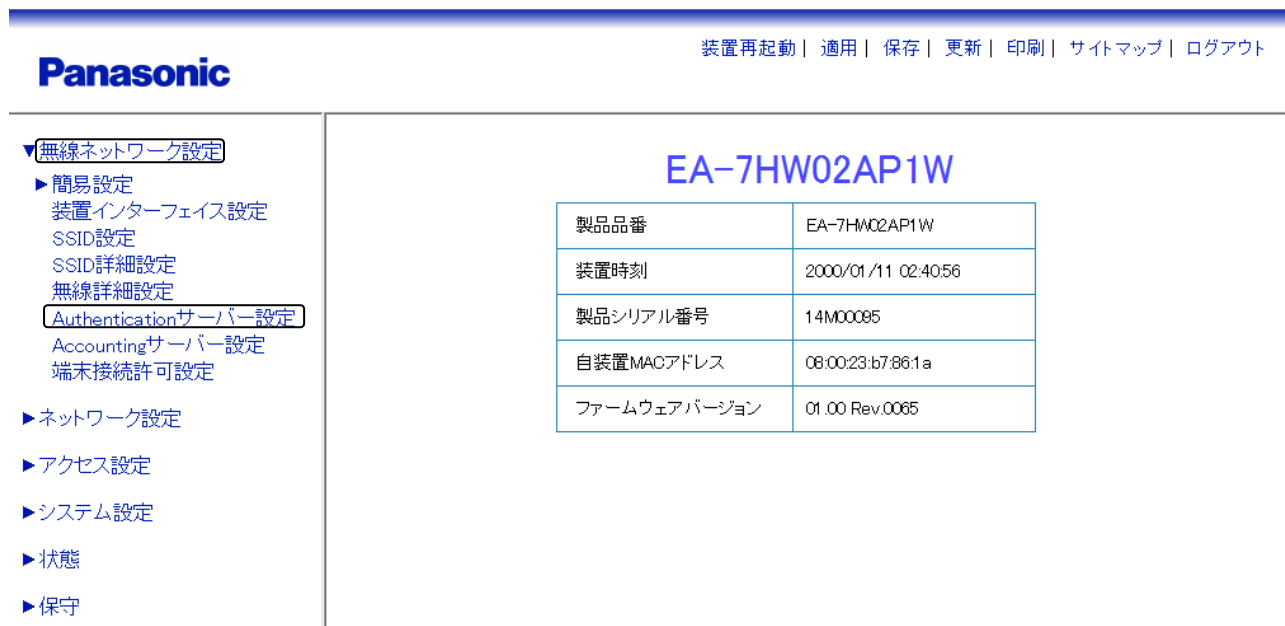 装置再起動| 適用| 保存| 更新| 印刷| サイトマップ| ログアウト
Panasonic
▼無線ネットワーク設定
▶簡易設定
装置インターフェイス設定
SSID設定
SSID詳細設定
無線詳細設定
Authenticationサーバー設定
Accountingサーバー設定
端末接続許可設定
▶ネットワーク設定
▶アクセス設定
▶システム設定
▶状態
▶保守
EA-7HW02AP1W
製品品番 EA-7HW02AP1W
装置時刻 2000/01/11 02:40:56
製品シリアル番号 14M00095
自装置MACアドレス 08:00:23:b7:86:1a
ファームウェアバージョン 01.00 Rev.0065